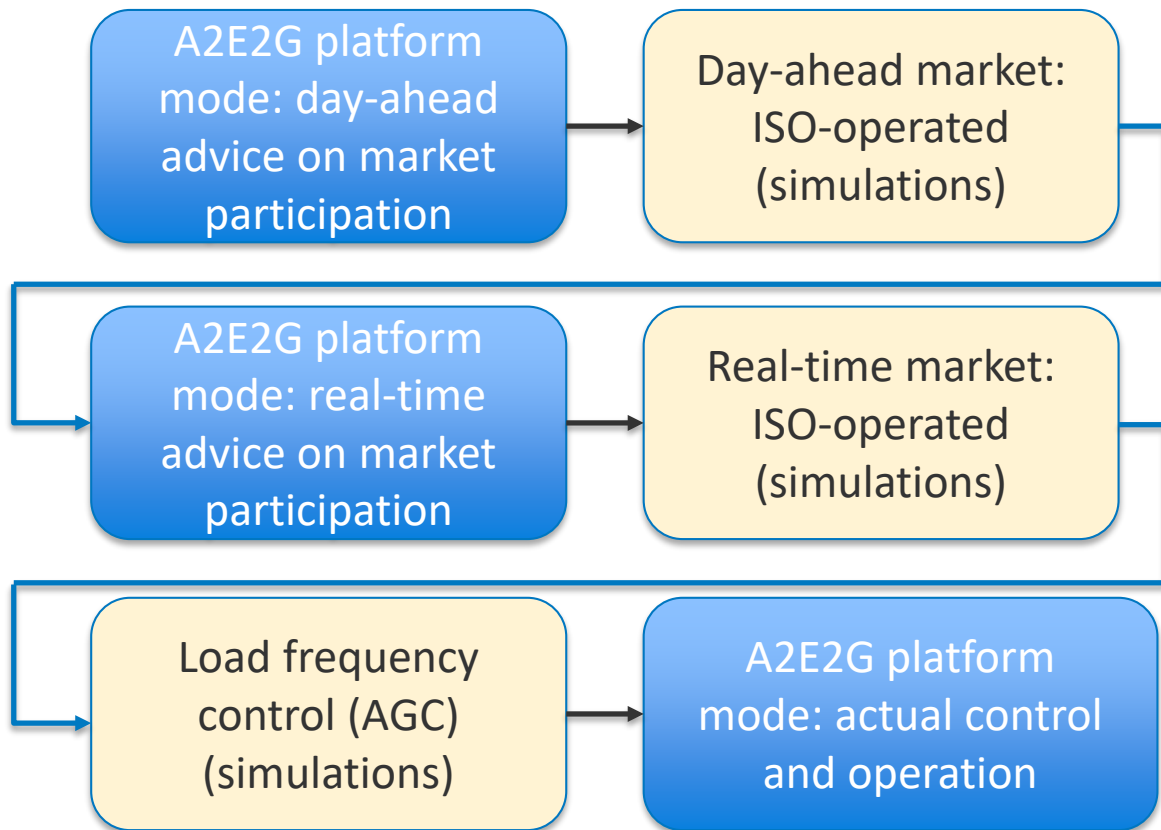 A2E2G platform
mode: day-ahead
advice on market
participation
Day-ahead market:
ISO-operated
(simulations)
A2E2G platform
mode: real-time
advice on market
participation
Real-time market:
ISO-operated
(simulations)
Load frequency
control (AGC)
(simulations)
A2E2G platform
mode: actual control
and operation